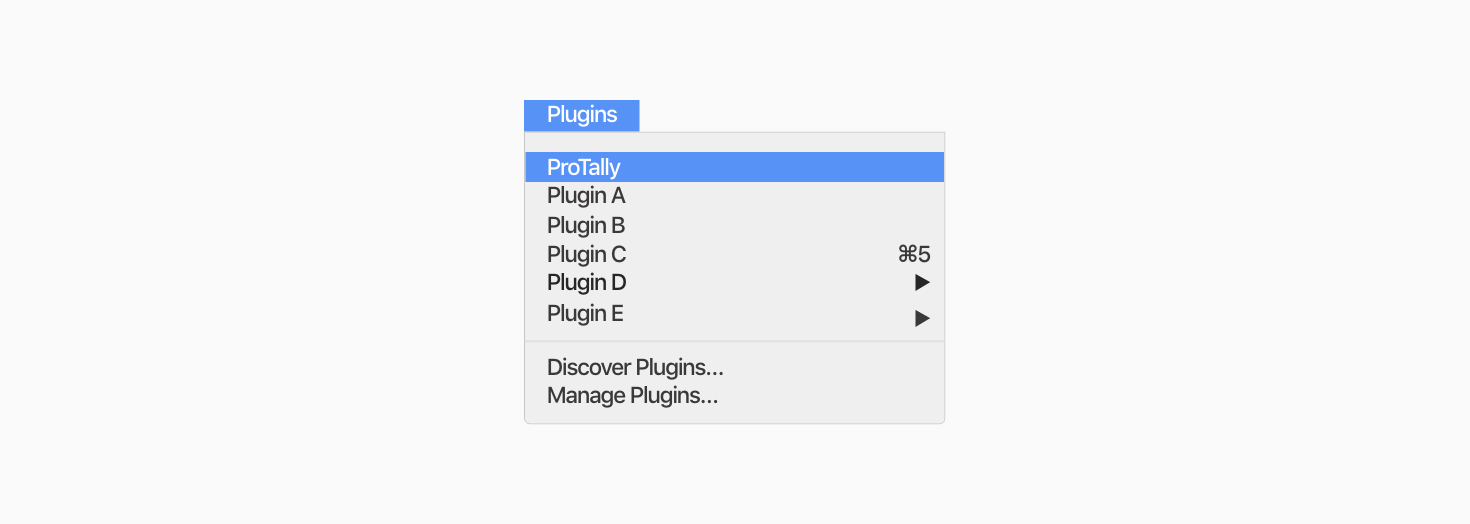 Plugins
ProTally
Plugin A
Plugin B
Plugin C ⌘5
Plugin D ▶
Plugin E ▶
Discover Plugins...
Manage Plugins...